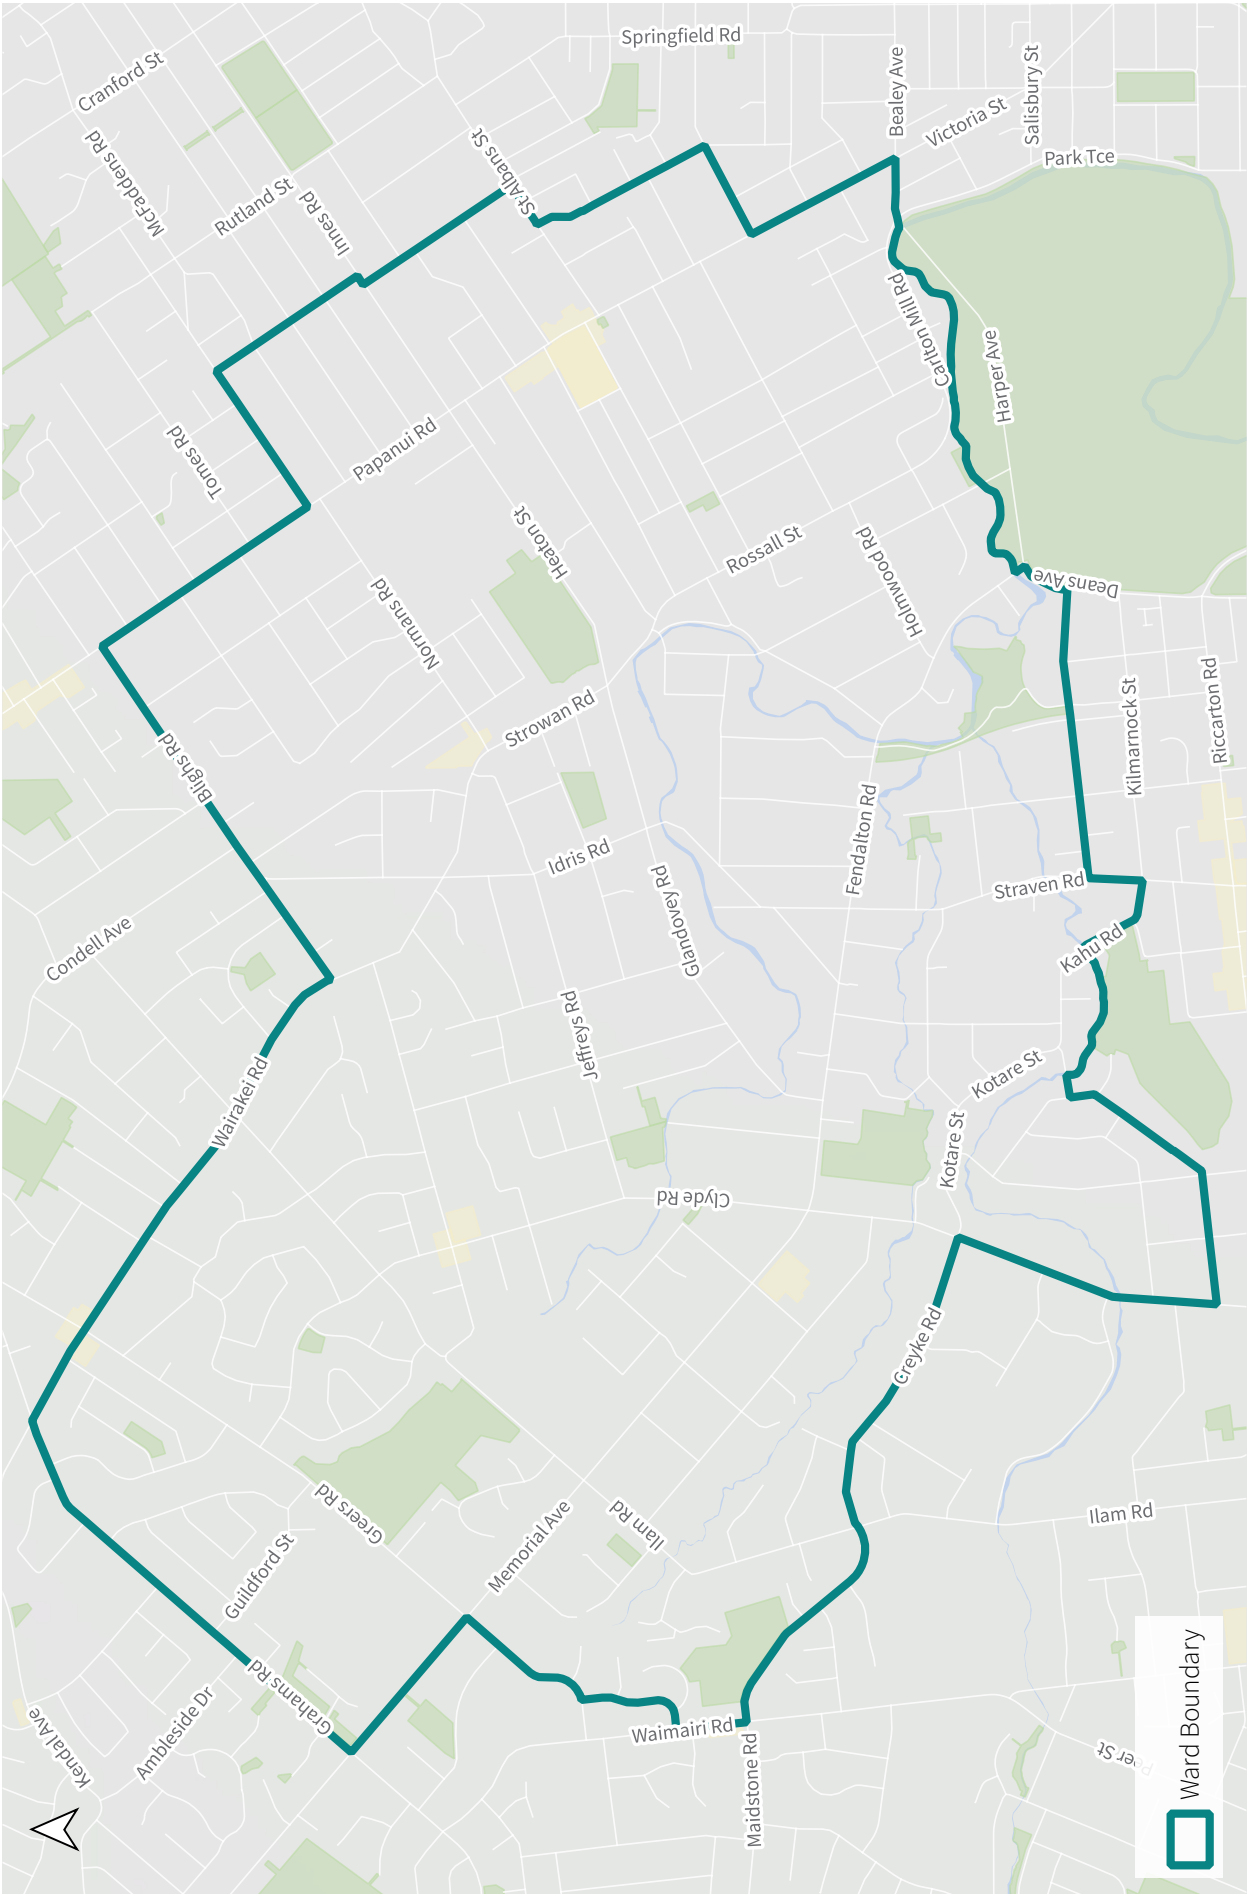 Springfield Rd
Cranford St
Bealey Ave
Salisbury St
Victoria St
McFaddens Rd
St Albans St
Park Tce
Rutland St
Innes Rd
Carlton Mill Rd
Harper Ave
Papanui Rd
Tomes Rd
Heaton St
Rossall St
Holmwood Rd
Deans Ave
Normans Rd
Strowan Rd
Kilmarnock St
Riccarton Rd
Blighs Rd
Fendalton Rd
Idris Rd
Glandovey Rd
Straven Rd
Condell Ave
Kahu Rd
Jeffreys Rd
Kotare St
Wairakei Rd
Kotare St
Clyde Rd
Creyke Rd
Greers Rd
Memorial Ave
Ilam Rd
Ilam Rd
Guildford St
Grahams Rd
Ambleside Dr
Kendal Ave
Waimairi Rd
Maidstone Rd
Peer St
Ward Boundary